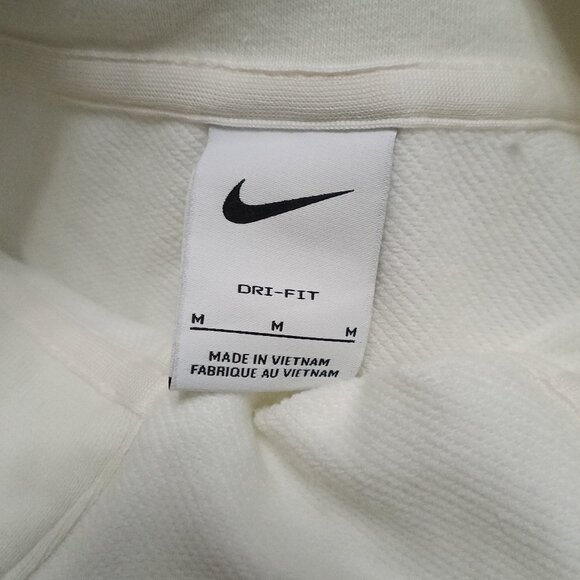 DRI-FIT
M M M
MADE IN VIETNAM
FABRIQUE AU VIETNAM